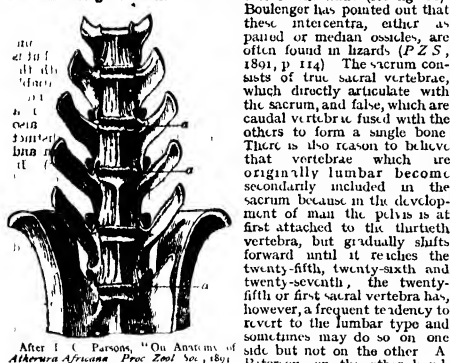 Boulenger has pointed out that
these intercentra, either as
paired or median ossicles, are
often found in lizards (P Z S,
1891, p 114) The sacrum con-
sists of true sacral vertebrae,
which directly articulate with
the sacrum, and false, which are
caudal vertebrae fused with the
others to form a single bone
There is also reason to believe
that vertebrae which are
originally lumbar become
secondarily included in the
sacrum because in the develop-
ment of man the pelvis is at
first attached to the thirtieth
vertebra, but gradually shifts
forward until it reaches the
twenty-fifth, twenty-sixth and
twenty-seventh, the twenty-
fifth or first sacral vertebra has,
however, a frequent tendency to
revert to the lumbar type and
sometimes may do so on one
side but not on the other A
a
a
a
After Parsons, "On Anatomy of
Atherura Africana Proc Zool Soc, 1891